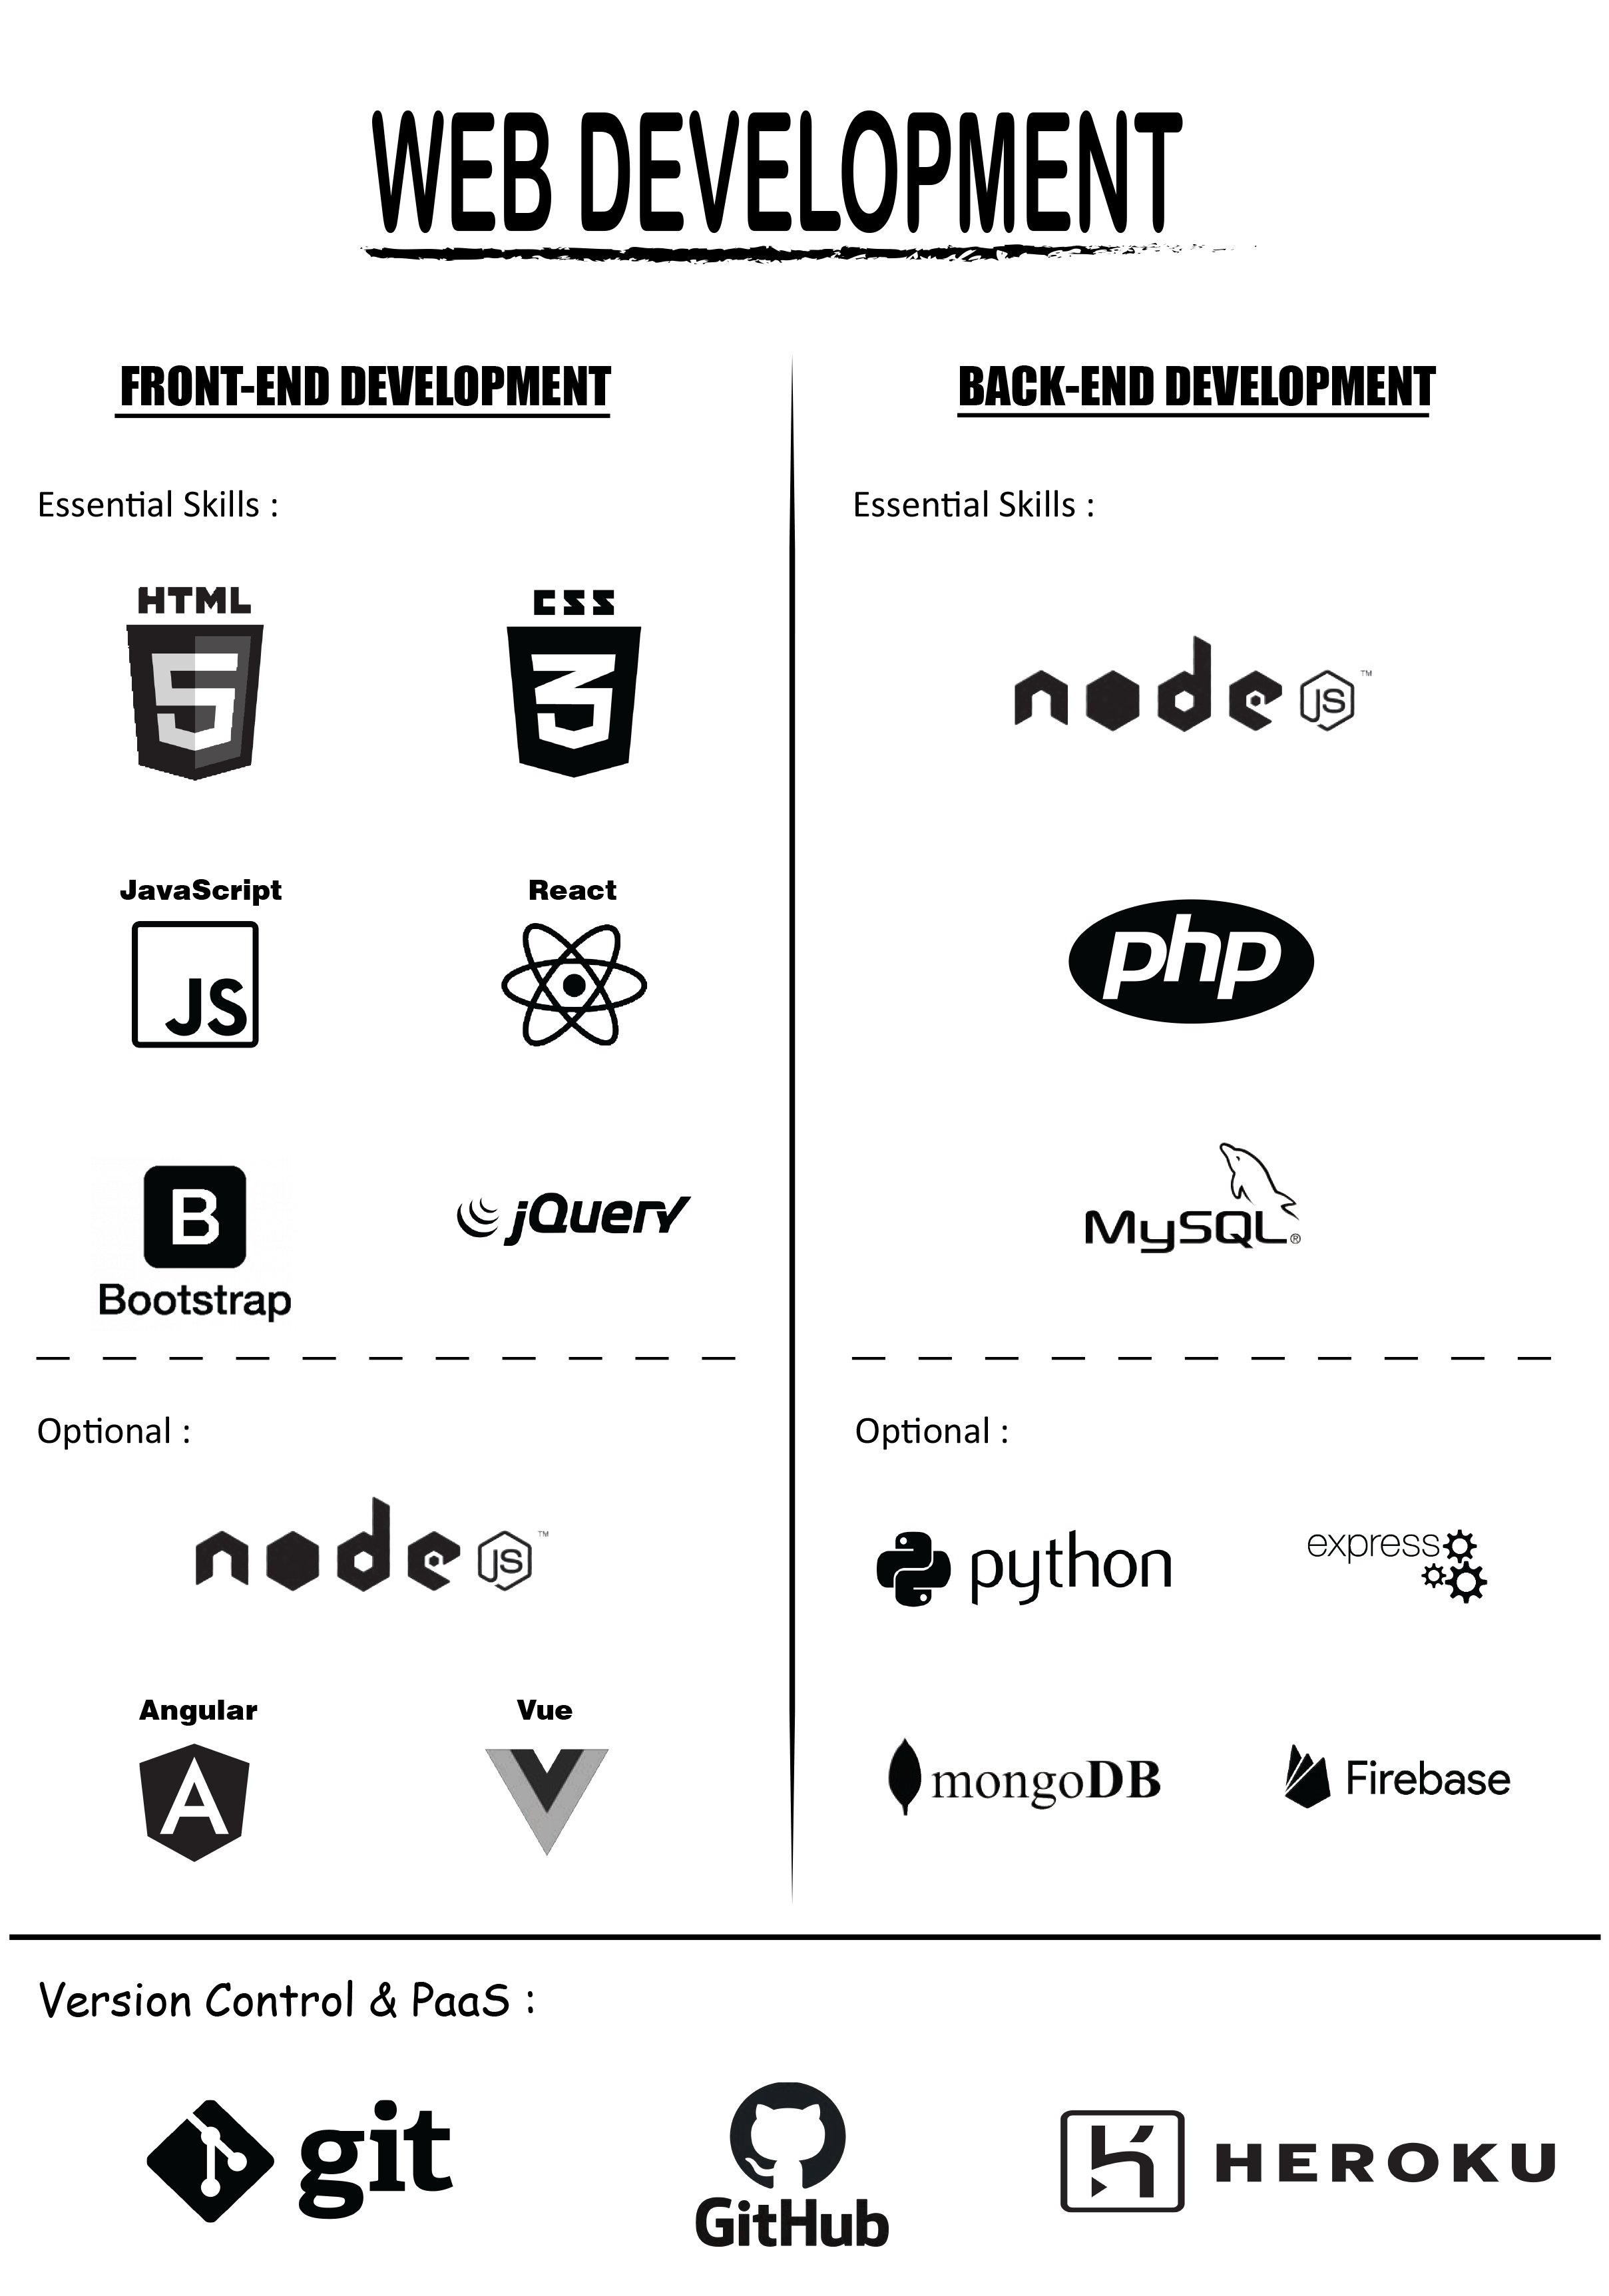 WEB DEVELOPMENT
FRONT-END DEVELOPMENT
Essential Skills :
HTML
5
CSS
3
JavaScript
JS
React
B
Bootstrap
jQuery
Optional :
node JS ™
Angular
A
Vue
BACK-END DEVELOPMENT
Essential Skills :
node JS ™
php
MySQL®
Optional :
python
express
mongoDB
Firebase
Version Control & PaaS :
git
GitHub
HEROKU